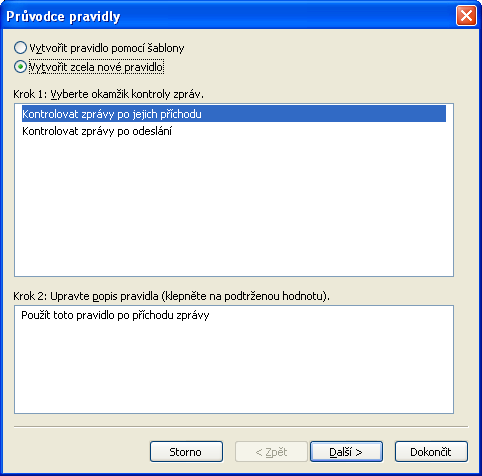 Průvodce pravidly
Vytvořit pravidlo pomocí šablony
Vytvořit zcela nové pravidlo
Krok 1: Vyberte okamžik kontroly zpráv.
Kontrolovat zprávy po jejich příchodu
Kontrolovat zprávy po odeslání
Krok 2: Upravte popis pravidla (klepněte na podtrženou hodnotu).
Použít toto pravidlo po příchodu zprávy
Storno
< Zpět
Další >
Dokončit